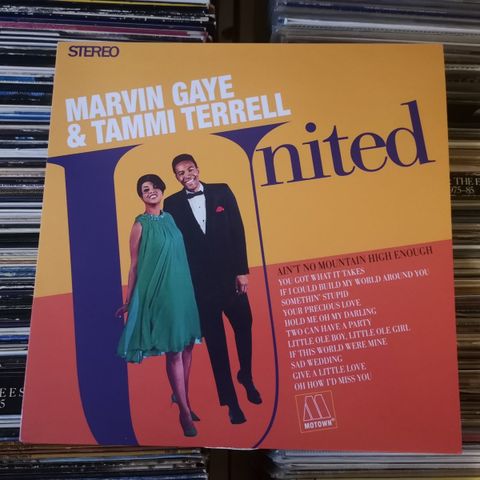 STEREO
MARVIN GAYE
& TAMMI TERRELL
United
AIN'T NO MOUNTAIN HIGH ENOUGH
YOU GOT WHAT IT TAKES
IF I COULD BUILD MY WORLD AROUND YOU
SOMETHIN' STUPID
YOUR PRECIOUS LOVE
HOLD ME OH MY DARLING
TWO CAN HAVE A PARTY
LITTLE OLE BOY, LITTLE OLE GIRL
IF THIS WORLD WERE MINE
SAD WEDDING
GIVE A LITTLE LOVE
OH HOW I'D MISS YOU
M
MOTOWN